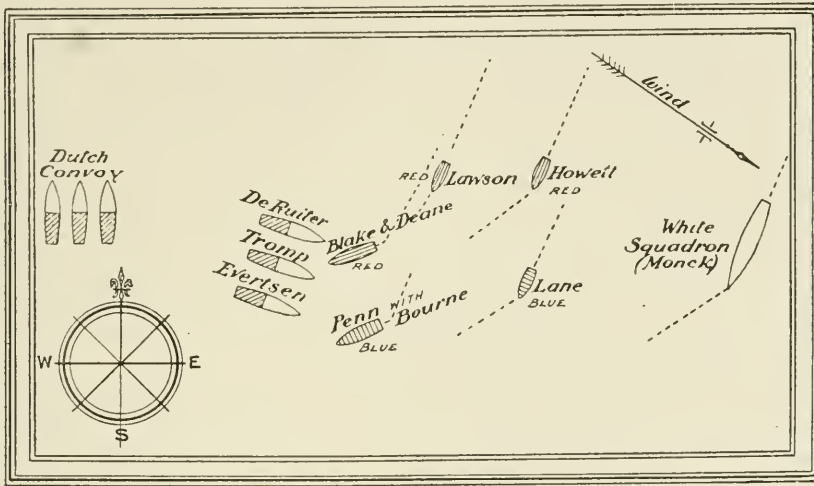 Wind
Dutch
Convoy
De Ruiter
Tromp
Evertsen
Blake & Deane
RED
RED Lawson
Howett
RED
White
Squadron
(Monck)
Penn WITH Bourne
BLUE
Lane
BLUE
W E
S